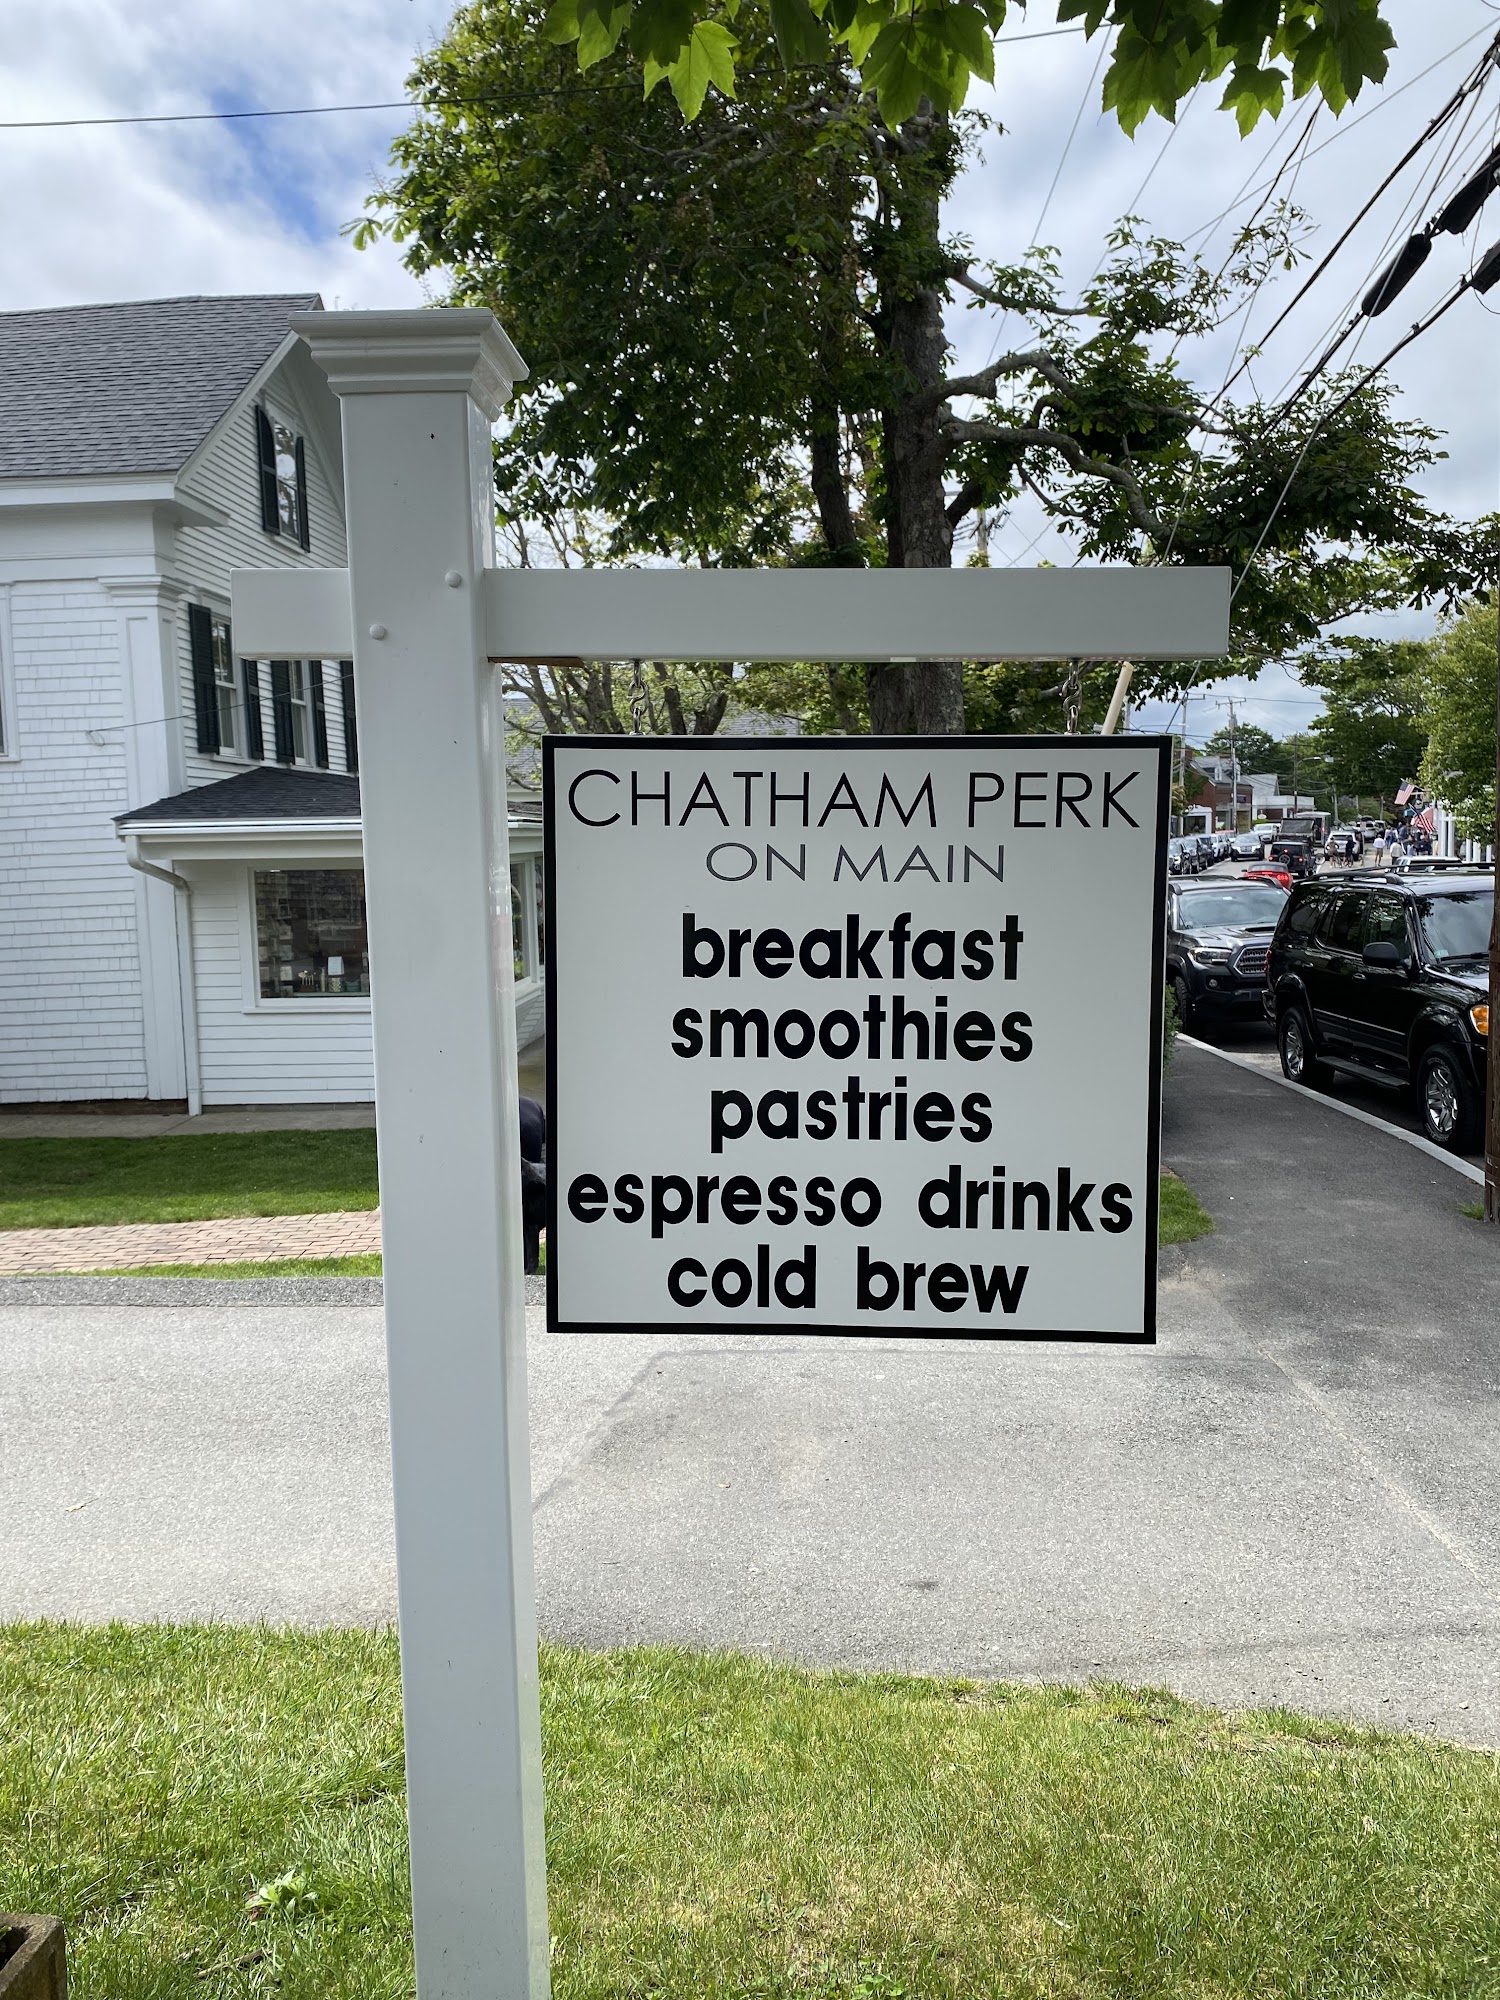 CHATHAM PERK
ON MAIN
breakfast
smoothies
pastries
espresso drinks
cold brew